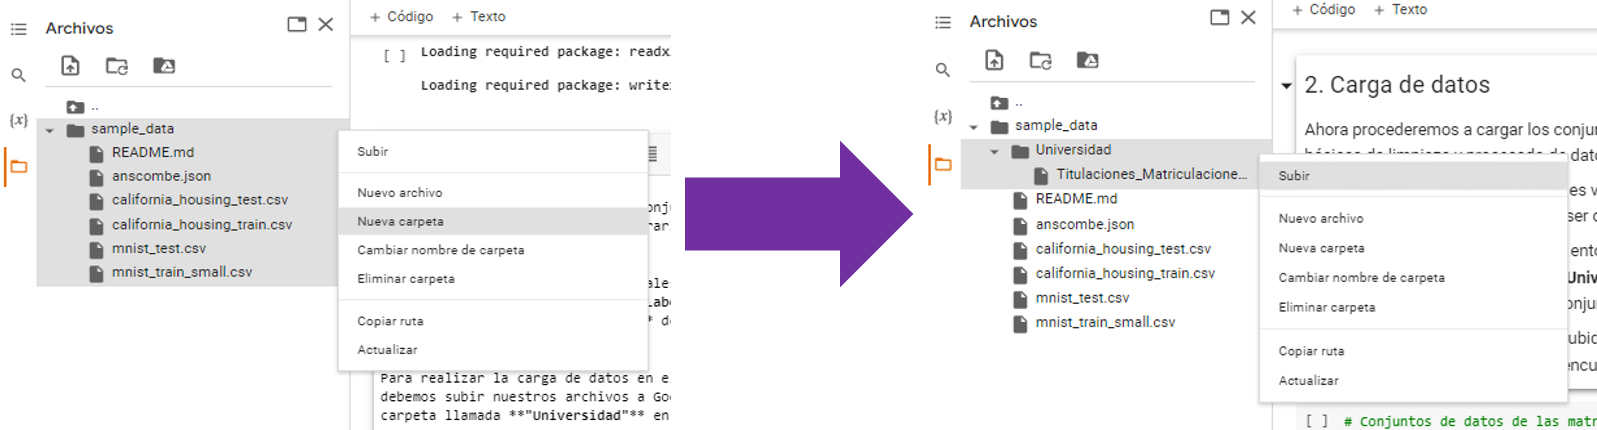 Archivos
..
sample_data
README.md
anscombe.json
california_housing_test.csv
california_housing_train.csv
mnist_test.csv
mnist_train_small.csv
{x}
+ Código + Texto
[ ] Loading required package:
Loading required package:
Subir
Nuevo archivo
Nueva carpeta
Cambiar nombre de carpeta
Eliminar carpeta
Copiar ruta
Actualizar
Para realizar la carga de datos en
debemos subir nuestros archivos a
carpeta llamada **"Universidad"** en
Archivos
..
sample_data
Universidad
Titulaciones_Matriculacione...
README.md
anscombe.json
california_housing_test.csv
california_housing_train.csv
mnist_test.csv
mnist_train_small.csv
{x}
+ Código + Texto
2. Carga de datos
Ahora procederemos a cargar los
Subir
Nuevo archivo
Nueva carpeta
Cambiar nombre de carpeta
Eliminar carpeta
Copiar ruta
Actualizar
[ ] # Conjuntos de datos de las